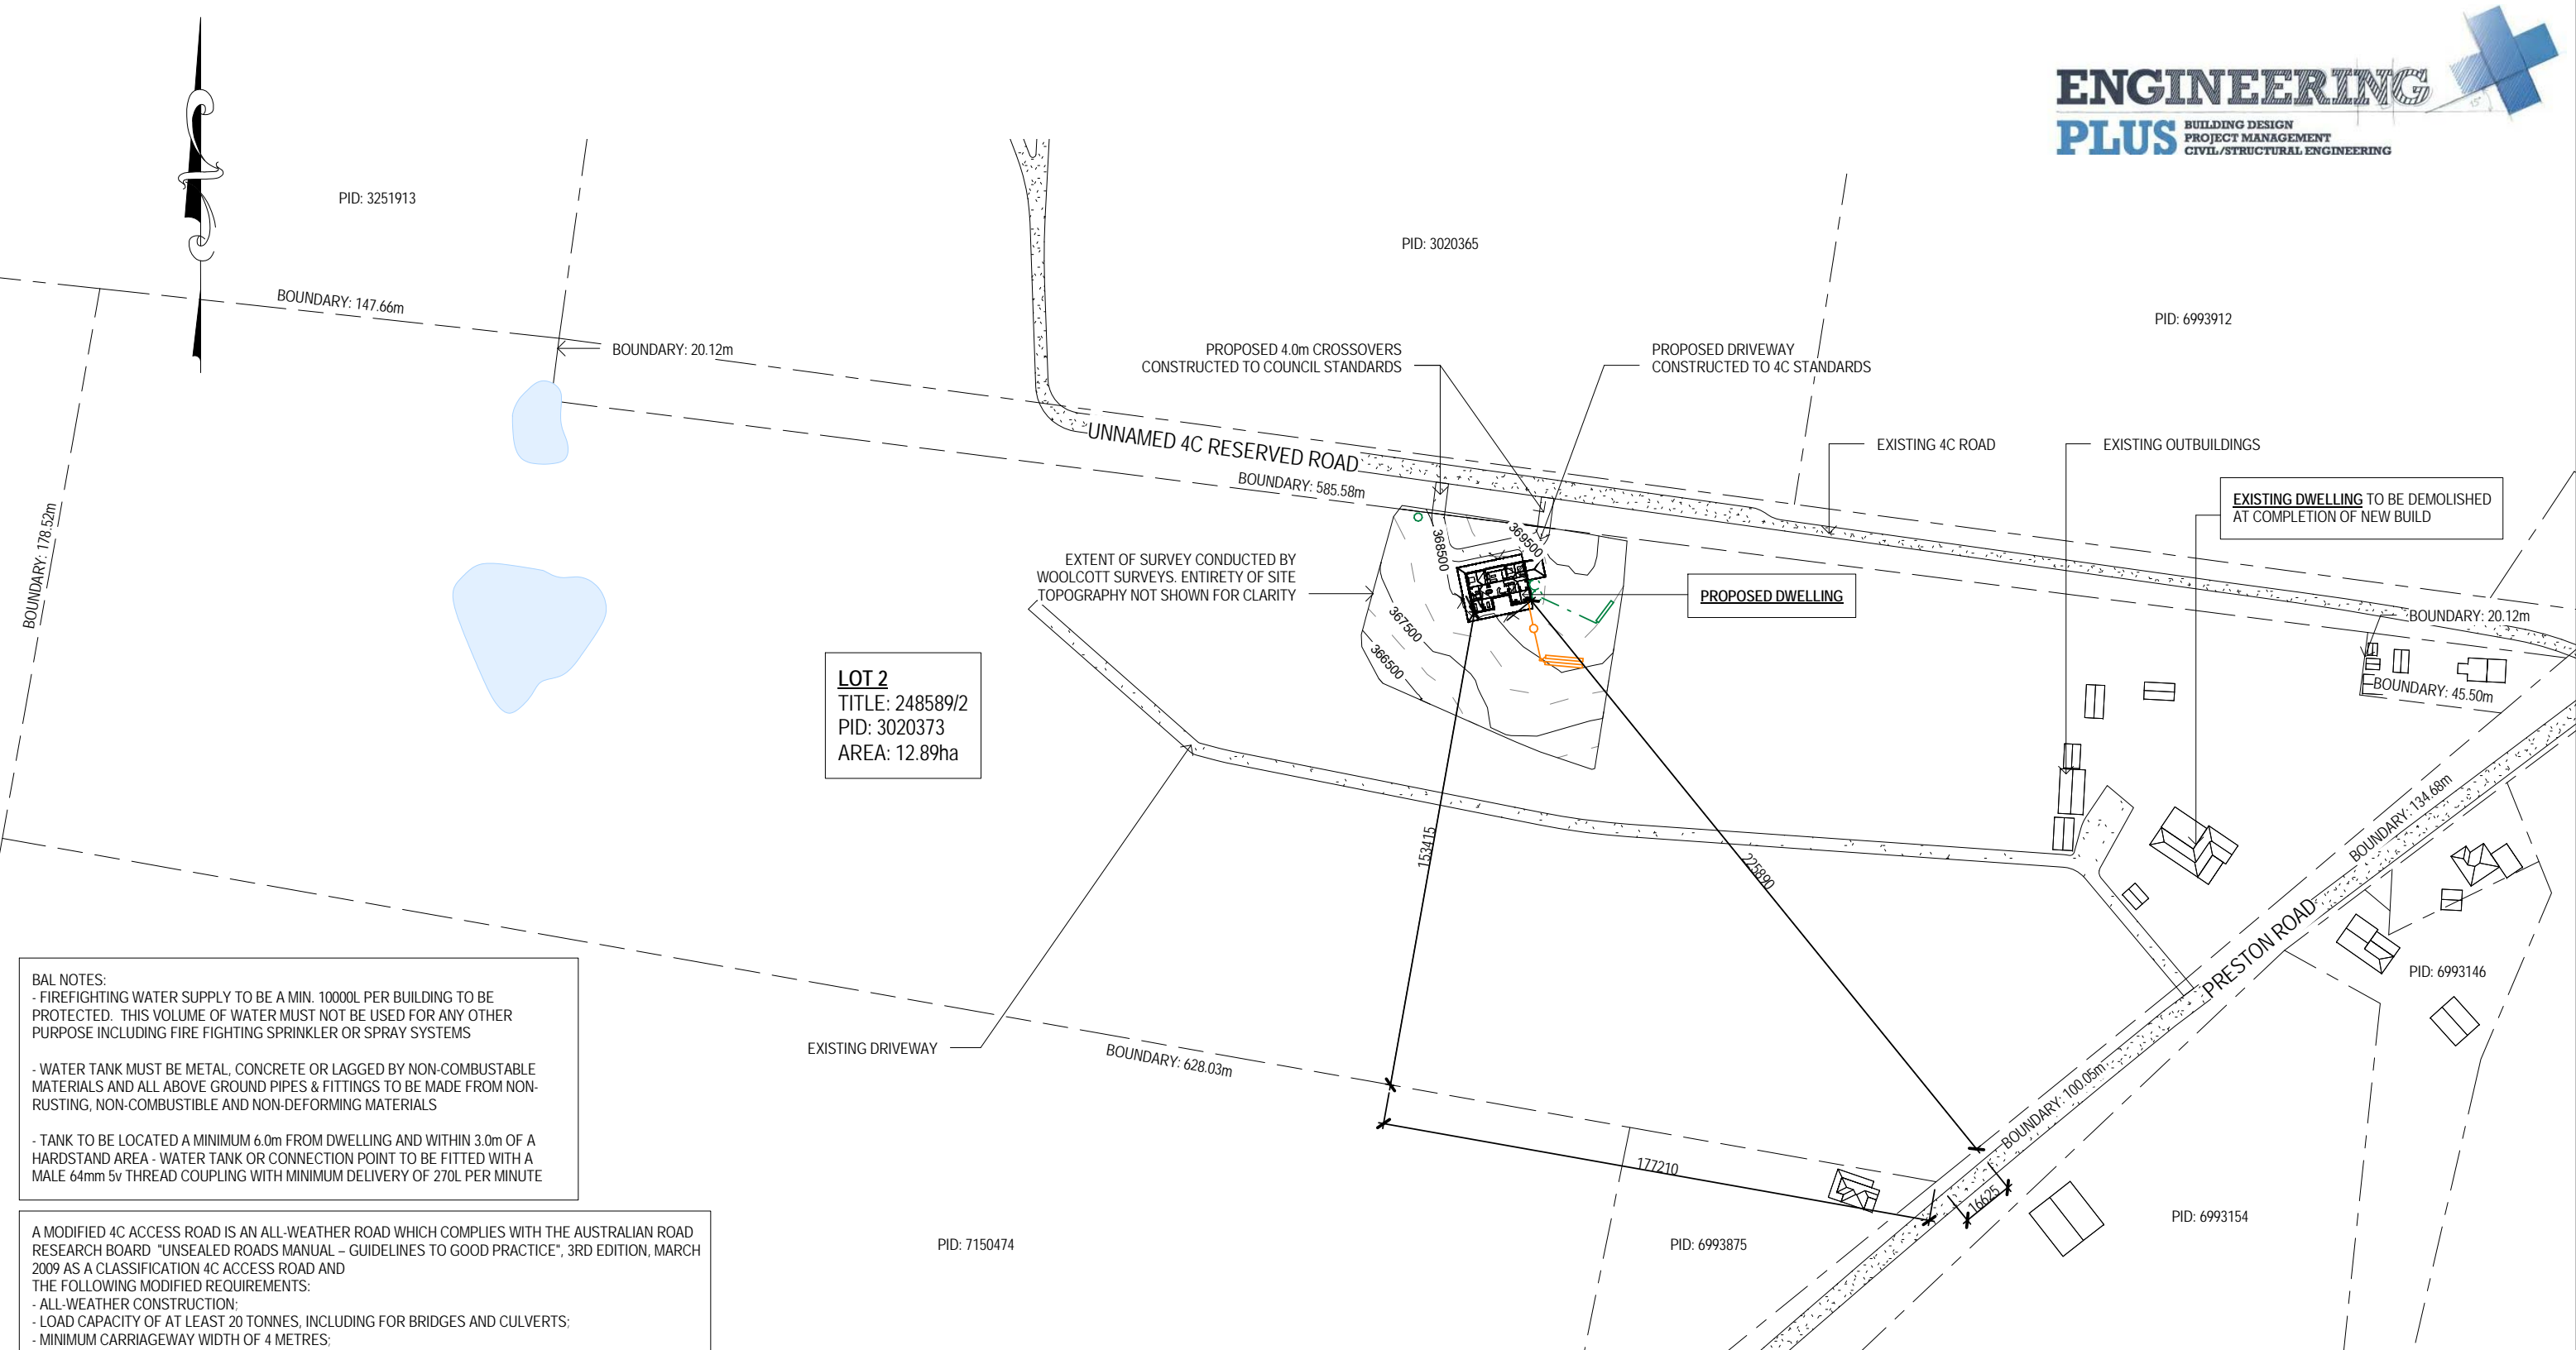 ENGINEERING
PLUS
BUILDING DESIGN
PROJECT MANAGEMENT
CIVIL/STRUCTURAL ENGINEERING
15°
PID: 3251913
PID: 3020365
PID: 6993912
BOUNDARY: 147.66m
BOUNDARY: 20.12m
PROPOSED 4.0m CROSSOVERS
CONSTRUCTED TO COUNCIL STANDARDS
PROPOSED DRIVEWAY
CONSTRUCTED TO 4C STANDARDS
UNNAMED 4C RESERVED ROAD
EXISTING 4C ROAD
EXISTING OUTBUILDINGS
BOUNDARY: 585.58m
EXISTING DWELLING TO BE DEMOLISHED
AT COMPLETION OF NEW BUILD
BOUNDARY: 178.52m
EXTENT OF SURVEY CONDUCTED BY
WOOLCOTT SURVEYS. ENTIRETY OF SITE
TOPOGRAPHY NOT SHOWN FOR CLARITY
368500
369500
367500
366500
PROPOSED DWELLING
BOUNDARY: 20.12m
BOUNDARY: 45.50m
LOT 2
TITLE: 248589/2
PID: 3020373
AREA: 12.89ha
153415
225890
BOUNDARY: 134.68m
PRESTON ROAD
PID: 6993146
BAL NOTES:
- FIREFIGHTING WATER SUPPLY TO BE A MIN. 10000L PER BUILDING TO BE
PROTECTED. THIS VOLUME OF WATER MUST NOT BE USED FOR ANY OTHER
PURPOSE INCLUDING FIRE FIGHTING SPRINKLER OR SPRAY SYSTEMS
- WATER TANK MUST BE METAL, CONCRETE OR LAGGED BY NON-COMBUSTABLE
MATERIALS AND ALL ABOVE GROUND PIPES & FITTINGS TO BE MADE FROM NON-
RUSTING, NON-COMBUSTIBLE AND NON-DEFORMING MATERIALS
- TANK TO BE LOCATED A MINIMUM 6.0m FROM DWELLING AND WITHIN 3.0m OF A
HARDSTAND AREA - WATER TANK OR CONNECTION POINT TO BE FITTED WITH A
MALE 64mm 5v THREAD COUPLING WITH MINIMUM DELIVERY OF 270L PER MINUTE
EXISTING DRIVEWAY
BOUNDARY: 628.03m
BOUNDARY: 100.05m
177210
16625
PID: 7150474
PID: 6993875
PID: 6993154
A MODIFIED 4C ACCESS ROAD IS AN ALL-WEATHER ROAD WHICH COMPLIES WITH THE AUSTRALIAN ROAD
RESEARCH BOARD "UNSEALED ROADS MANUAL – GUIDELINES TO GOOD PRACTICE", 3RD EDITION, MARCH
2009 AS A CLASSIFICATION 4C ACCESS ROAD AND
THE FOLLOWING MODIFIED REQUIREMENTS:
- ALL-WEATHER CONSTRUCTION;
- LOAD CAPACITY OF AT LEAST 20 TONNES, INCLUDING FOR BRIDGES AND CULVERTS;
- MINIMUM CARRIAGEWAY WIDTH OF 4 METRES;